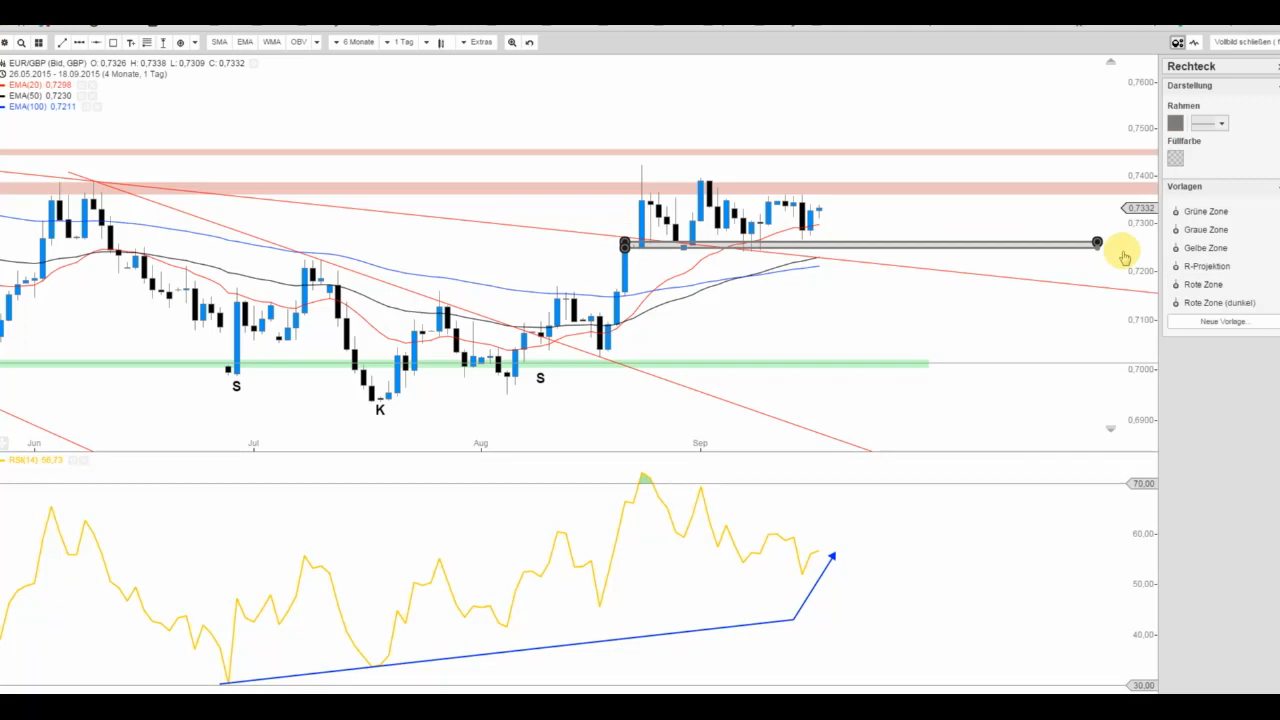 SMA EMA WMA OBV 6 Monate 1 Tag Extras Vollbild schließen (
EUR/GBP (Bid, GBP) O: 0,7326 H: 0,7338 L: 0,7309 C: 0,7332
26.05.2015 - 18.09.2015 (4 Monate, 1 Tag)
EMA(20) 0,7298
EMA(50) 0,7230
EMA(100) 0,7211
0,7600
0,7500
0,7400
0,7332
0,7300
0,7200
0,7100
0,7000
0,6900
S
K
S
Jun Jul Aug Sep
RSI(14) 56,73
70,00
60,00
50,00
40,00
30,00
Rechteck
Darstellung
Rahmen
Füllfarbe
Vorlagen
Grüne Zone
Graue Zone
Gelbe Zone
R-Projektion
Rote Zone
Rote Zone (dunkel)
Neue Vorlage...